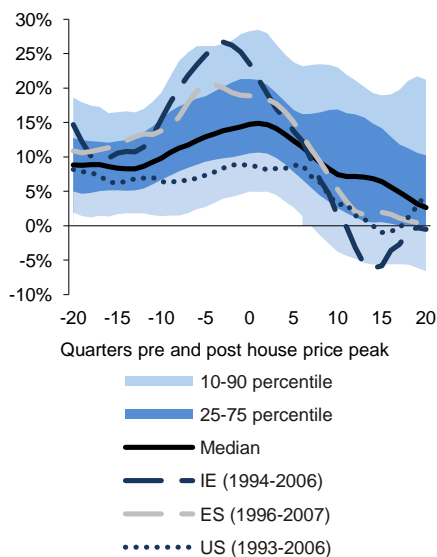 30%
25%
20%
15%
10%
5%
0%
-5%
-10%
-20 -15 -10 -5 0 5 10 15 20
Quarters pre and post house price peak
10-90 percentile
25-75 percentile
Median
IE (1994-2006)
ES (1996-2007)
US (1993-2006)